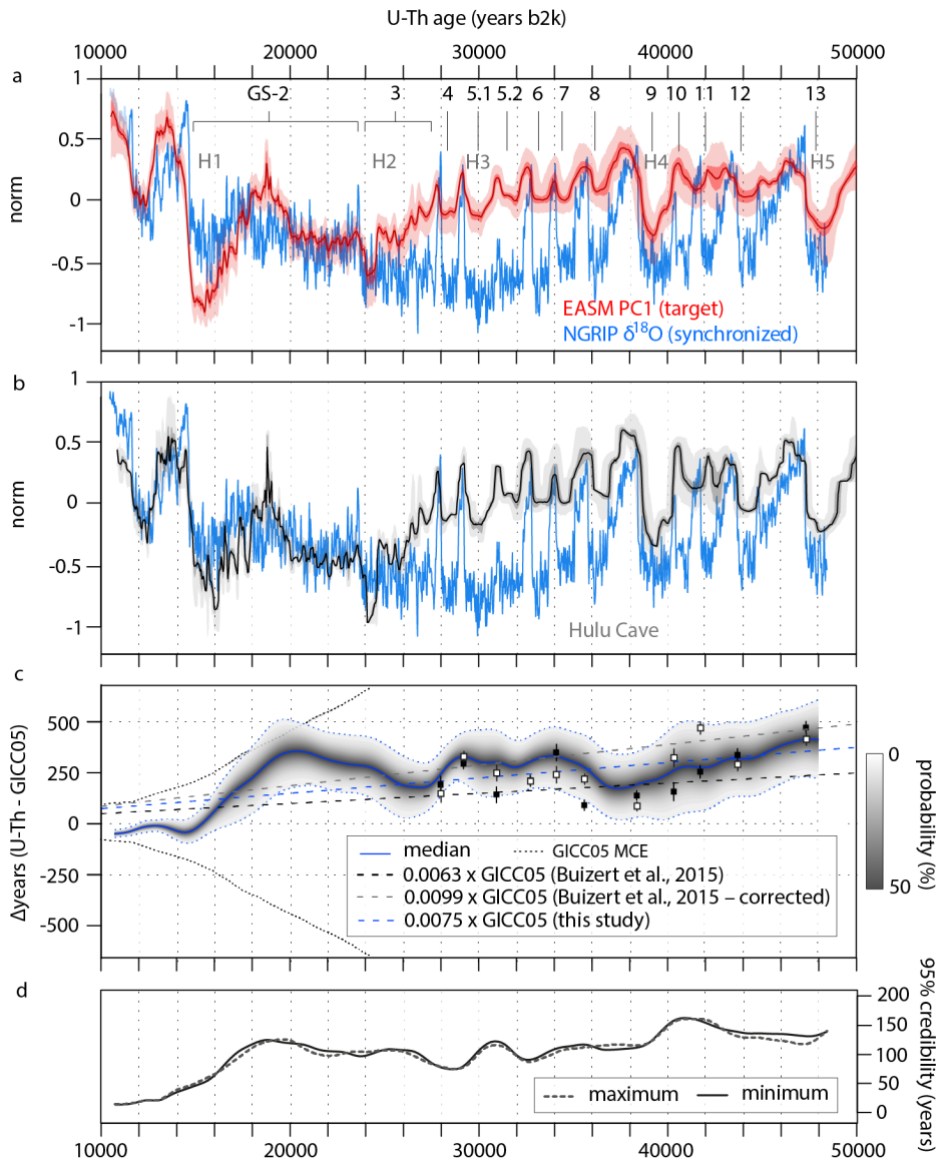 U-Th age (years b2k)
10000 20000 30000 40000 50000
a
1
0.5
0
-0.5
-1
norm
GS-2 3 4 5.1 5.2 6 7 8 9 10 11 12 13
H1 H2 H3 H4 H5
EASM PC1 (target)
NGRIP δ18O (synchronized)
b
1
0.5
0
-0.5
-1
norm
Hulu Cave
c
500
250
0
-250
-500
Δyears (U-Th - GICC05)
median
GICC05 MCE
0.0063 x GICC05 (Buizert et al., 2015)
0.0099 x GICC05 (Buizert et al., 2015 – corrected)
0.0075 x GICC05 (this study)
0
50
probability (%)
d
200
150
100
50
0
95% credibility (years)
maximum minimum
10000 20000 30000 40000 50000